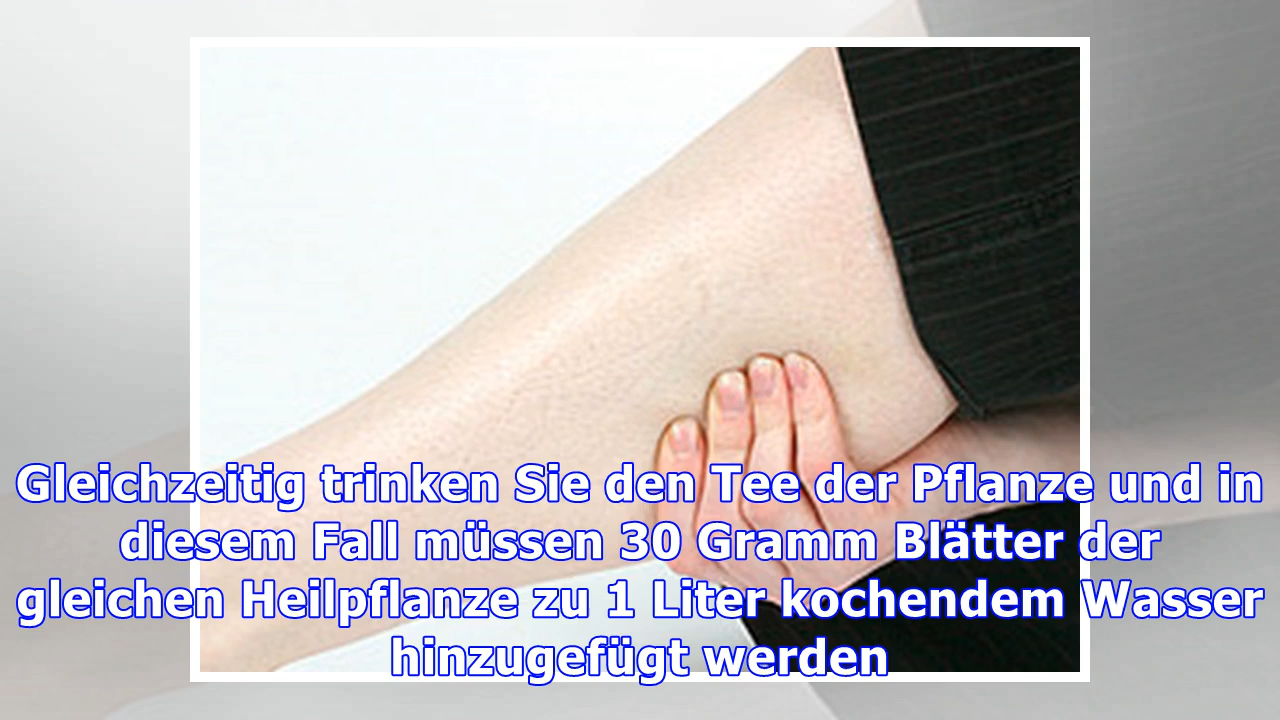 Gleichzeitig trinken Sie den Tee der Pflanze und in
diesem Fall müssen 30 Gramm Blätter der
gleichen Heilpflanze zu 1 Liter kochendem Wasser
hinzugefügt werden